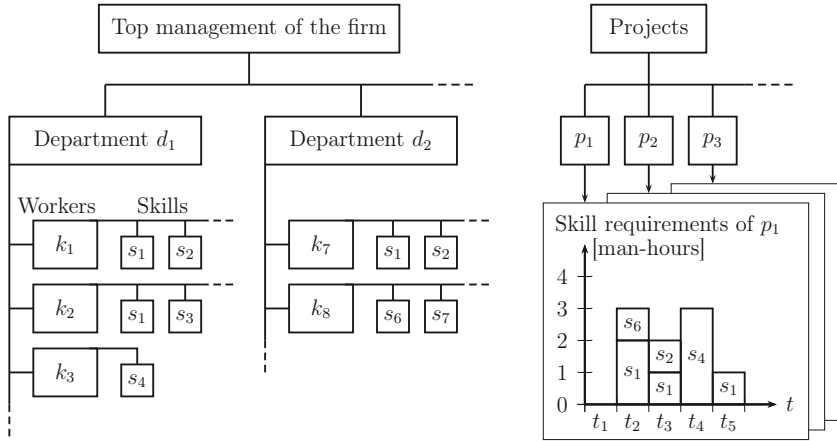 Top management of the firm
Projects
Department d₁
Department d₂
p₁ p₂ p₃
Workers Skills
k₁ s₁ s₂
k₂ s₁ s₃
k₃ s₄
k₇ s₁ s₂
k₈ s₆ s₇
Skill requirements of p₁
[man-hours]
4
3
2
1
0
s₆
s₁
s₂
s₁
s₄
s₁
t₁ t₂ t₃ t₄ t₅
t